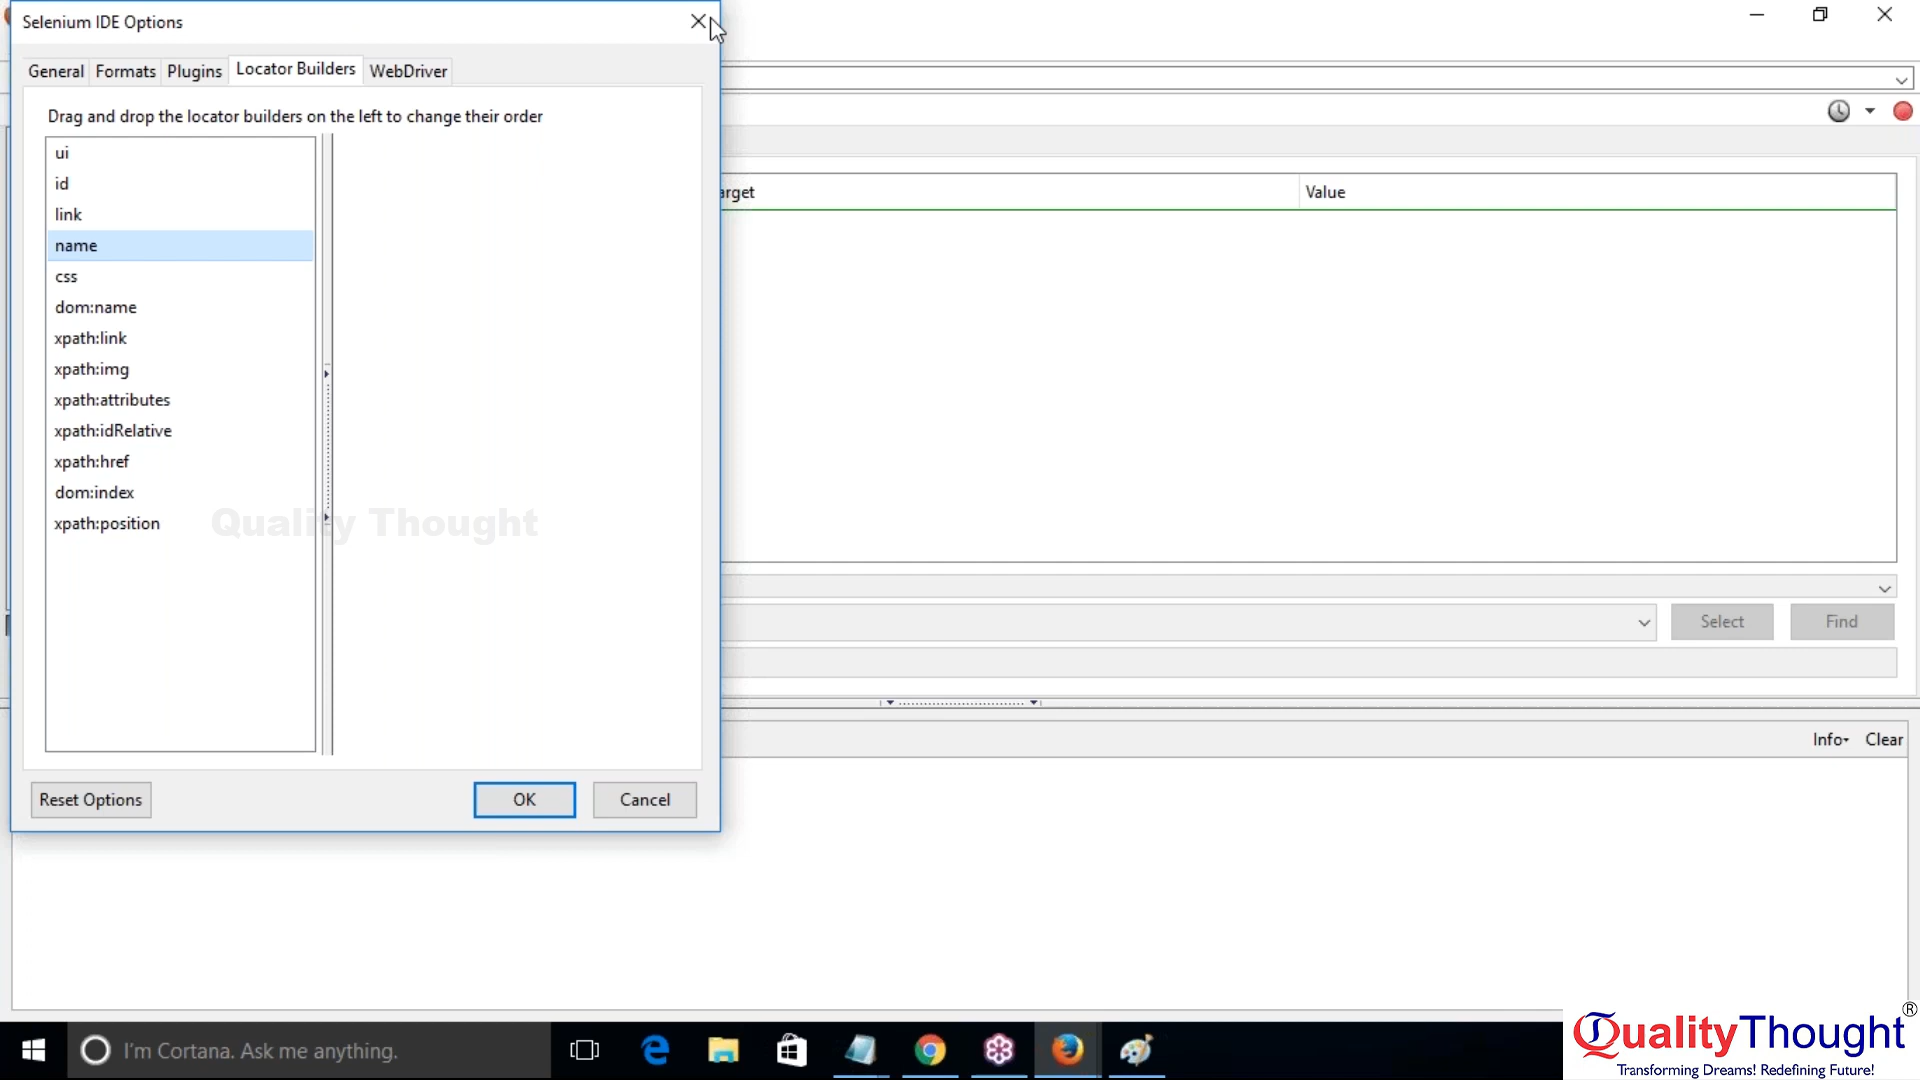 Selenium IDE Options
General Formats Plugins Locator Builders WebDriver
Drag and drop the locator builders on the left to change their order
ui
id
link
name
css
dom:name
xpath:link
xpath:img
xpath:attributes
xpath:idRelative
xpath:href
dom:index
xpath:position
Quality Thought
Reset Options OK Cancel
arget Value
Select Find
Info Clear
I'm Cortana. Ask me anything.
QualityThought®
Transforming Dreams! Redefining Future!